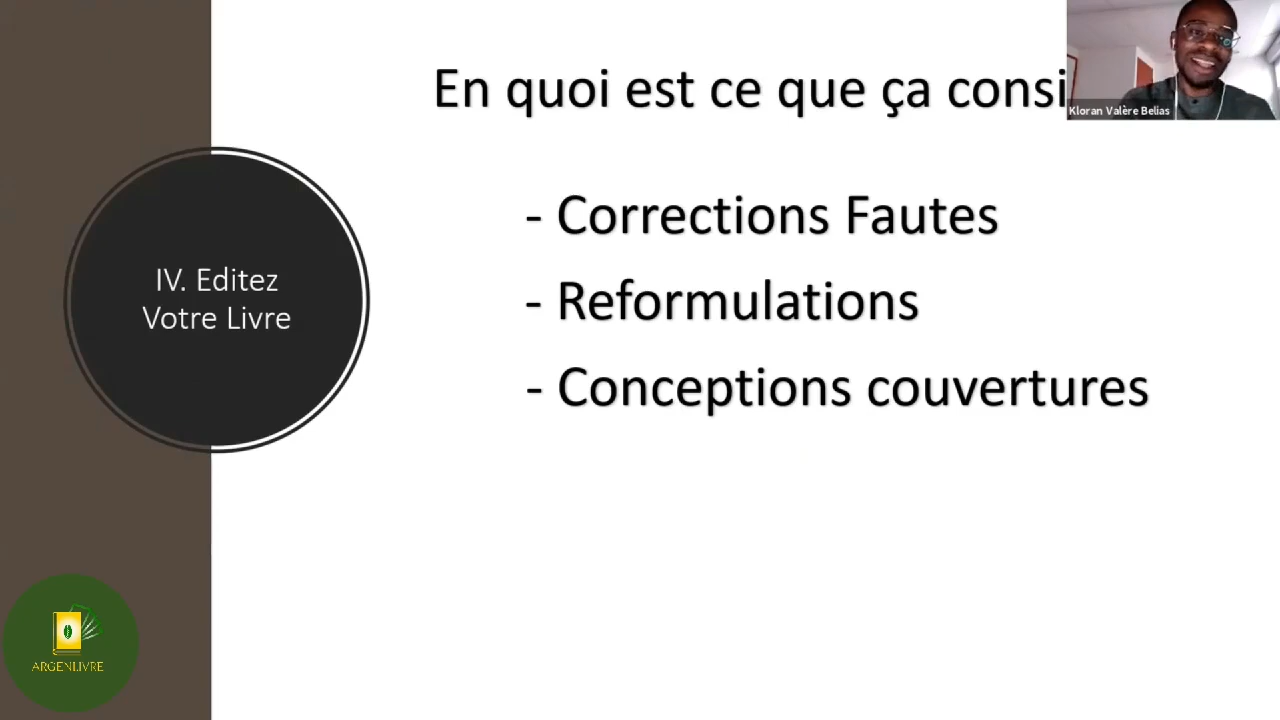 En quoi est ce que ça consi
Kloran Valère Belias
- Corrections Fautes
- Reformulations
- Conceptions couvertures
IV. Editez
Votre Livre
ARGENLIVRE